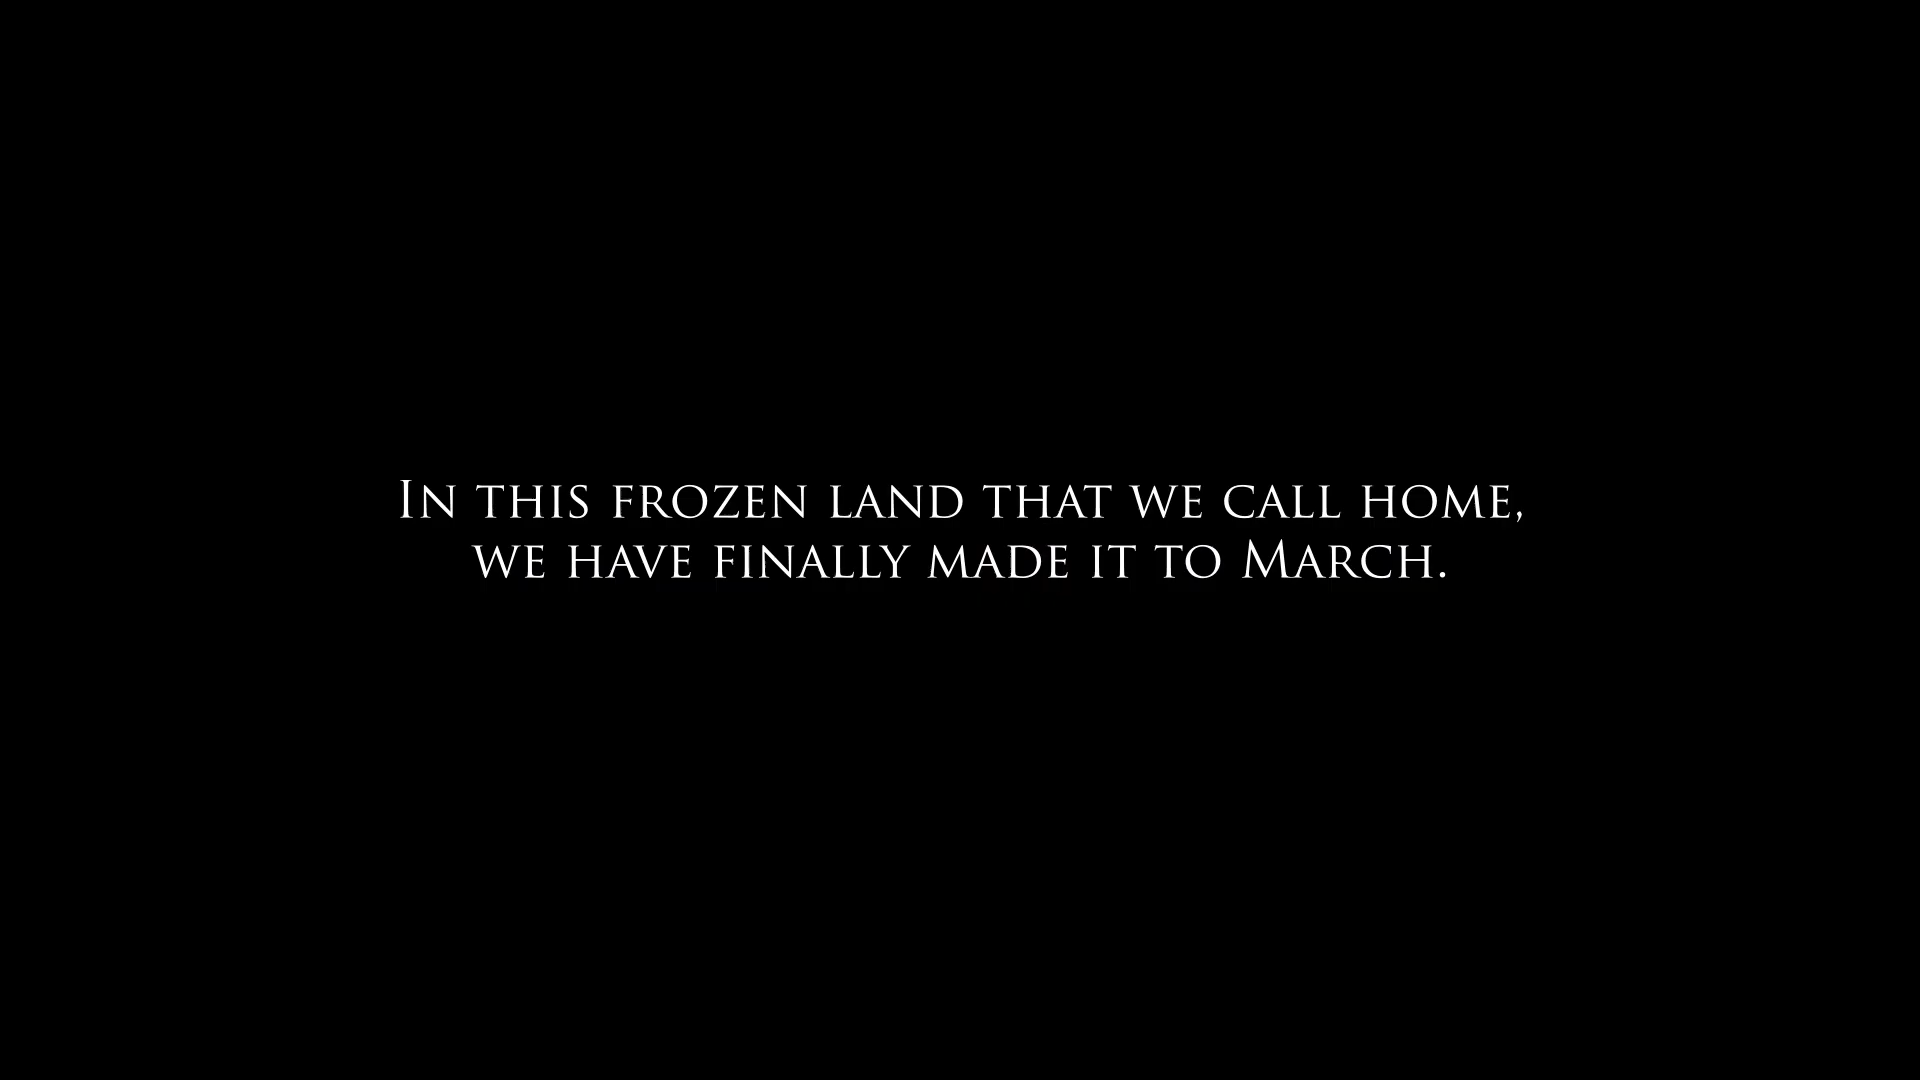 In this frozen land that we call home,
we have finally made it to March.